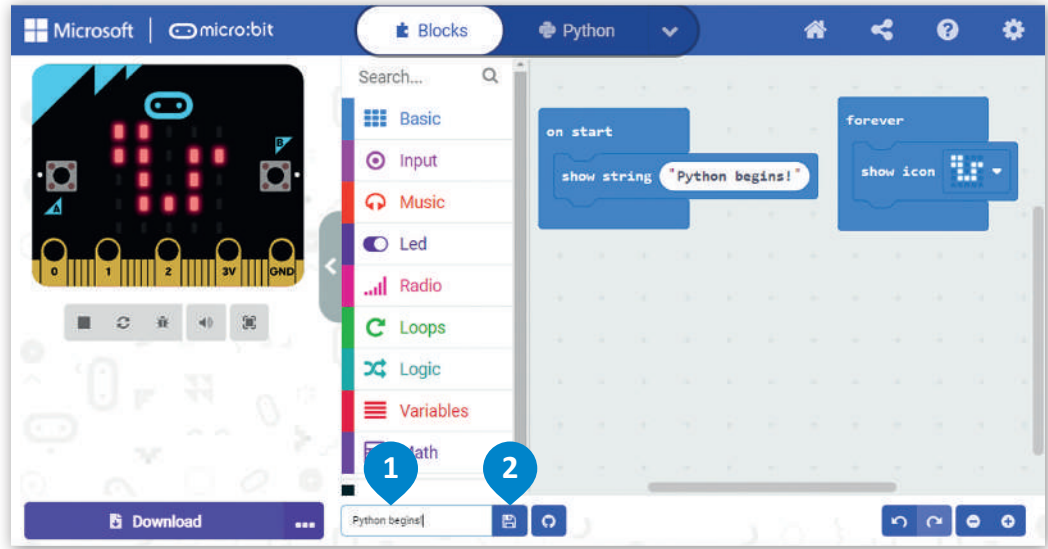 Microsoft | micro:bit
Blocks
Python
Search...
Basic
Input
Music
Led
Radio
Loops
Logic
Variables
Math
on start
show string "Python begins!"
forever
show icon
A
B
0 1 2 3V GND
1
2
Download
Python begins!